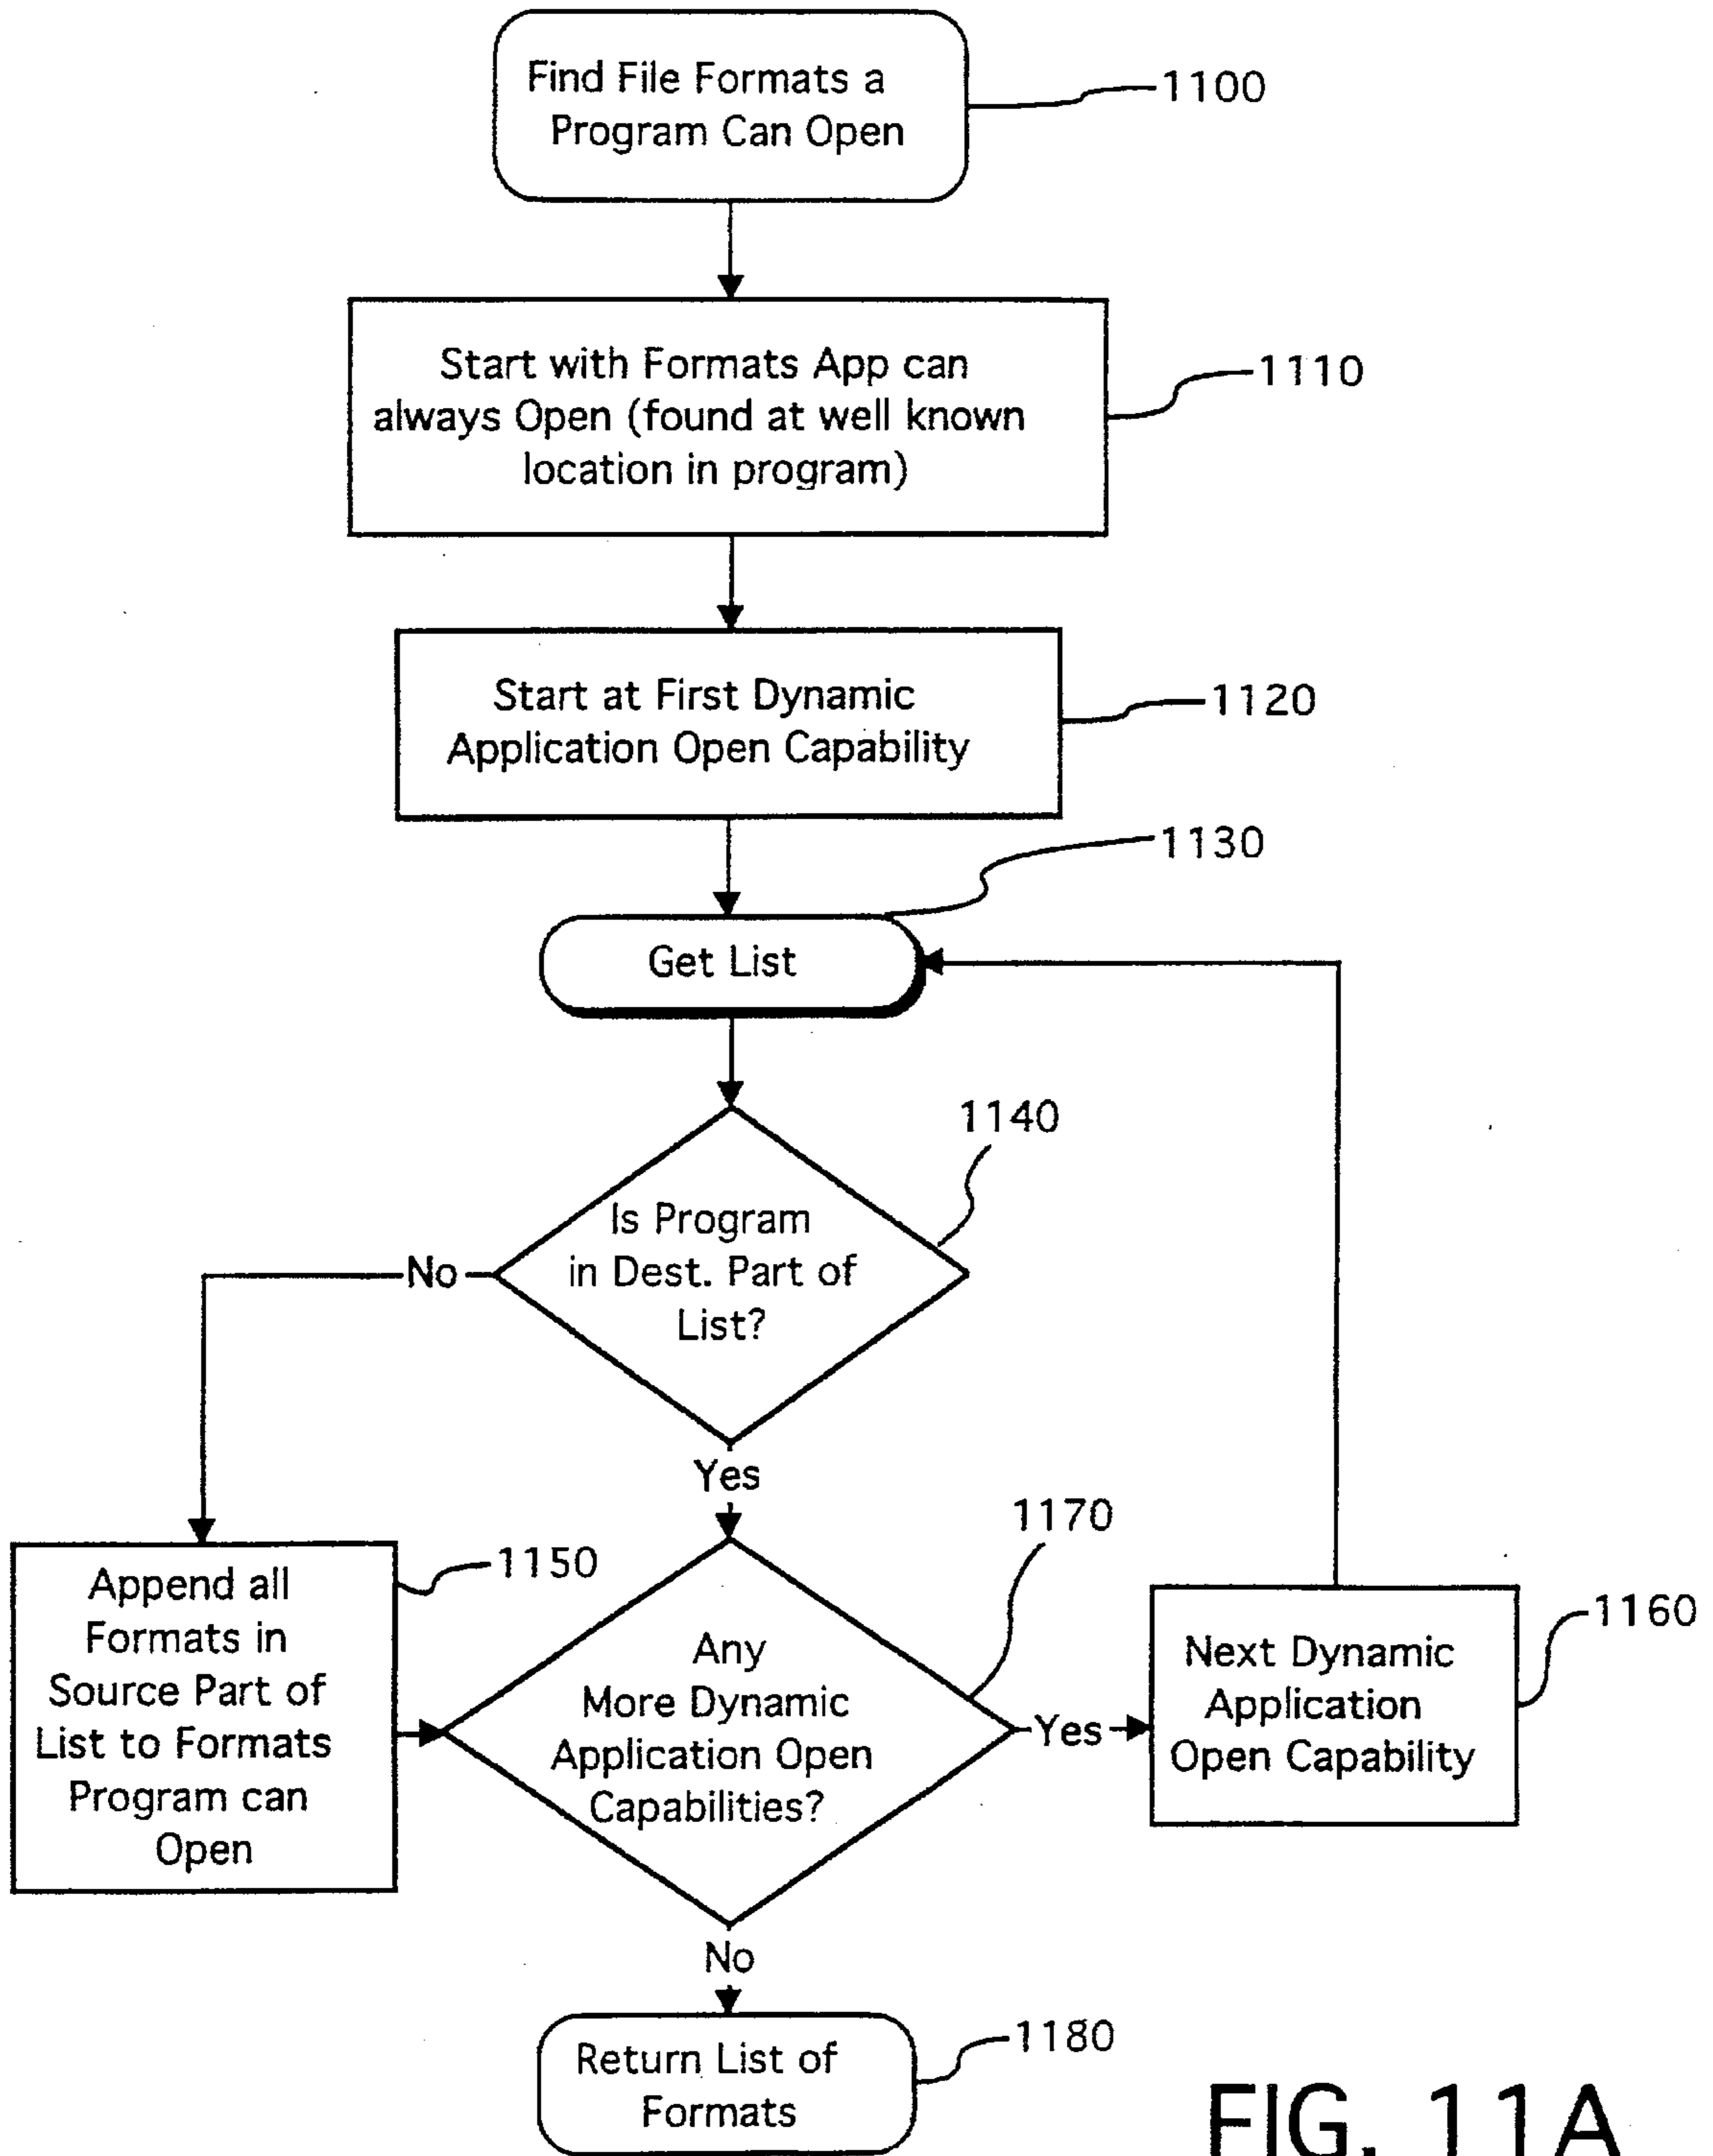 Find File Formats a
Program Can Open
1100
Start with Formats App can
always Open (found at well known
location in program)
1110
Start at First Dynamic
Application Open Capability
1120
1130
Get List
1140
Is Program
in Dest. Part of
List?
No
Yes
1150
Append all
Formats in
Source Part of
List to Formats
Program can
Open
1170
Any
More Dynamic
Application Open
Capabilities?
Yes
1160
Next Dynamic
Application
Open Capability
No
Return List of
Formats
1180
FIG. 11A